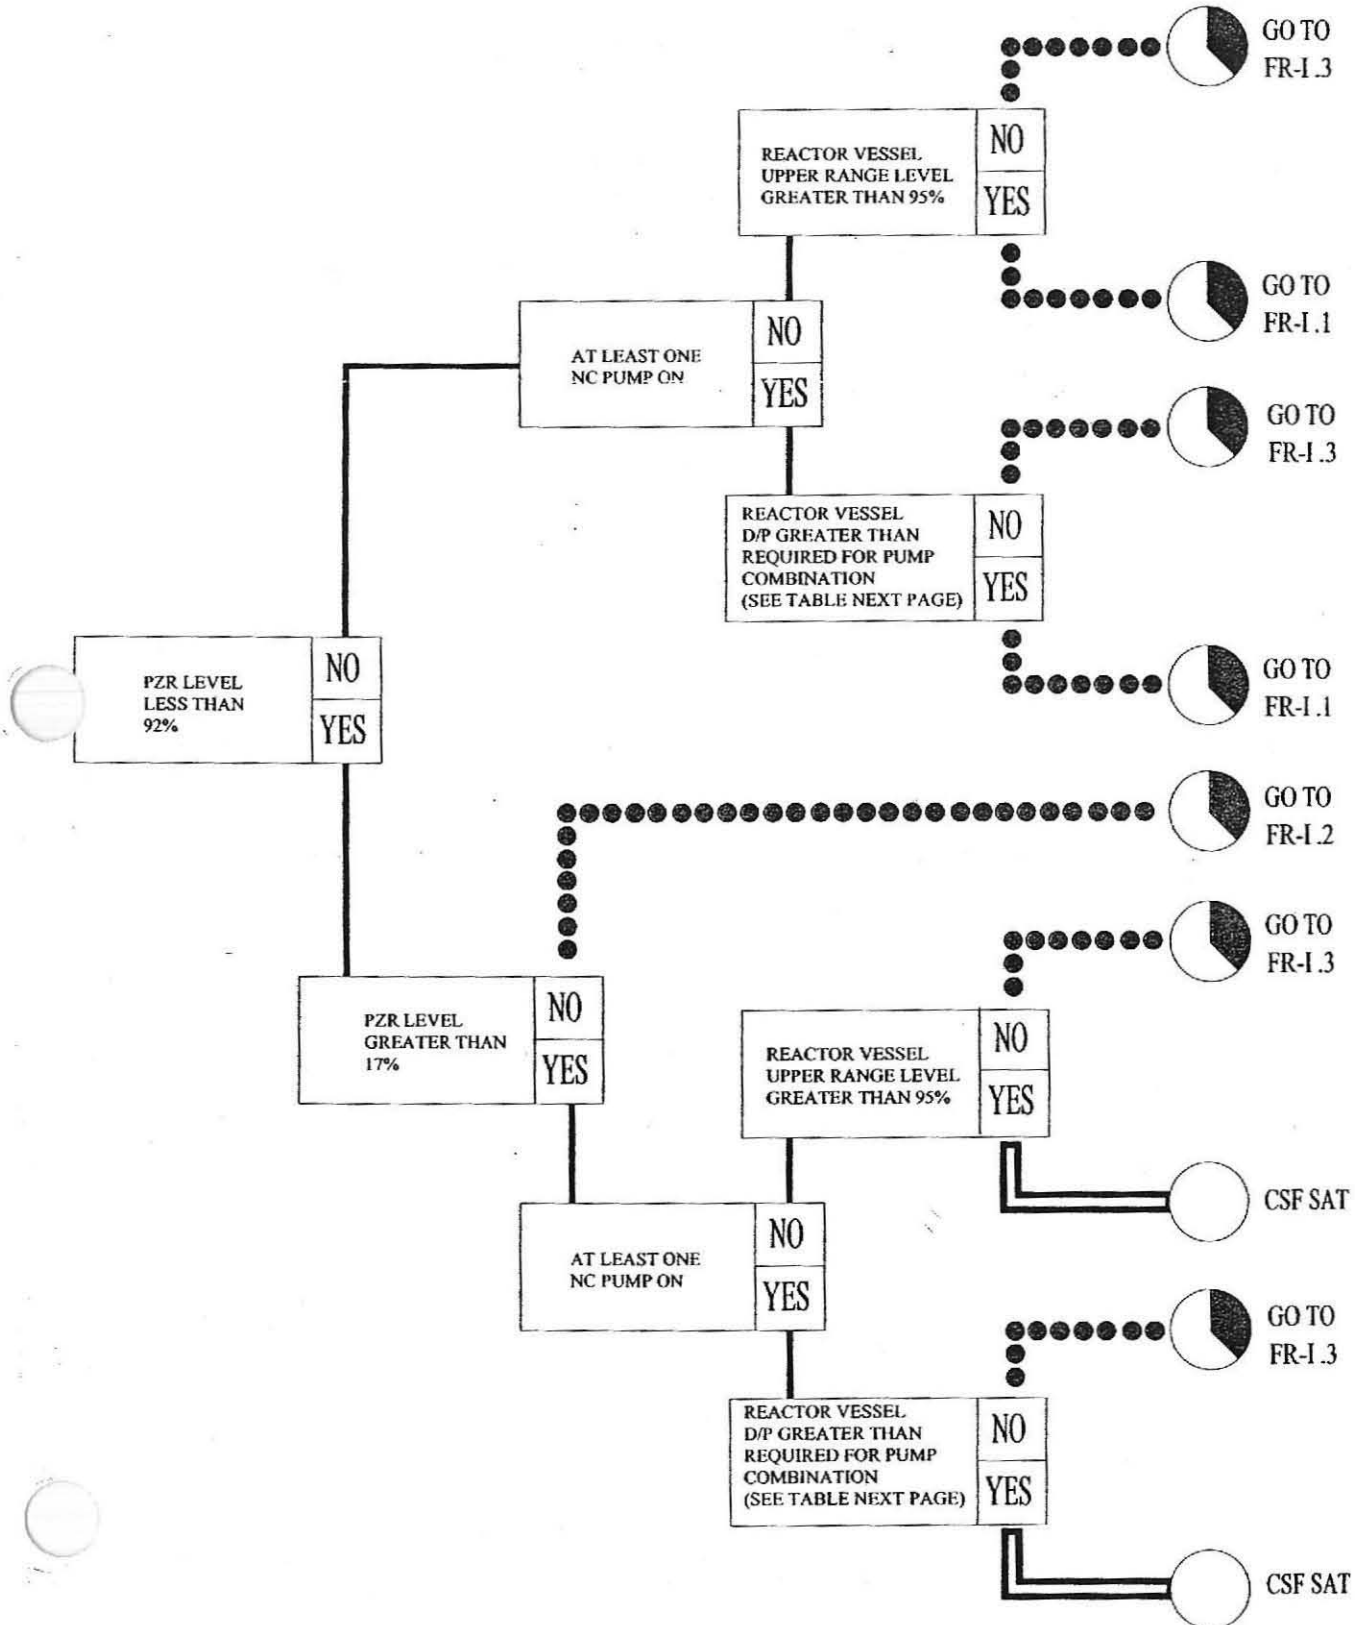 GO TO
FR-I.3
REACTOR VESSEL
UPPER RANGE LEVEL
GREATER THAN 95%
NO
YES
GO TO
FR-I.1
AT LEAST ONE
NC PUMP ON
NO
YES
GO TO
FR-I.3
REACTOR VESSEL
D/P GREATER THAN
REQUIRED FOR PUMP
COMBINATION
(SEE TABLE NEXT PAGE)
NO
YES
GO TO
FR-I.1
PZR LEVEL
LESS THAN
92%
NO
YES
GO TO
FR-I.2
GO TO
FR-I.3
PZR LEVEL
GREATER THAN
17%
NO
YES
REACTOR VESSEL
UPPER RANGE LEVEL
GREATER THAN 95%
NO
YES
CSF SAT
AT LEAST ONE
NC PUMP ON
NO
YES
GO TO
FR-I.3
REACTOR VESSEL
D/P GREATER THAN
REQUIRED FOR PUMP
COMBINATION
(SEE TABLE NEXT PAGE)
NO
YES
CSF SAT